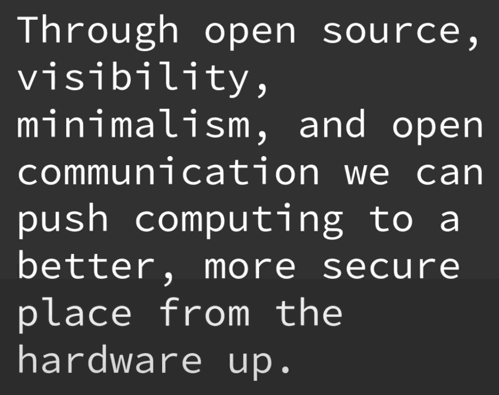 Through open source,
visibility,
minimalism, and open
communication we can
push computing to a
better, more secure
place from the
hardware up.